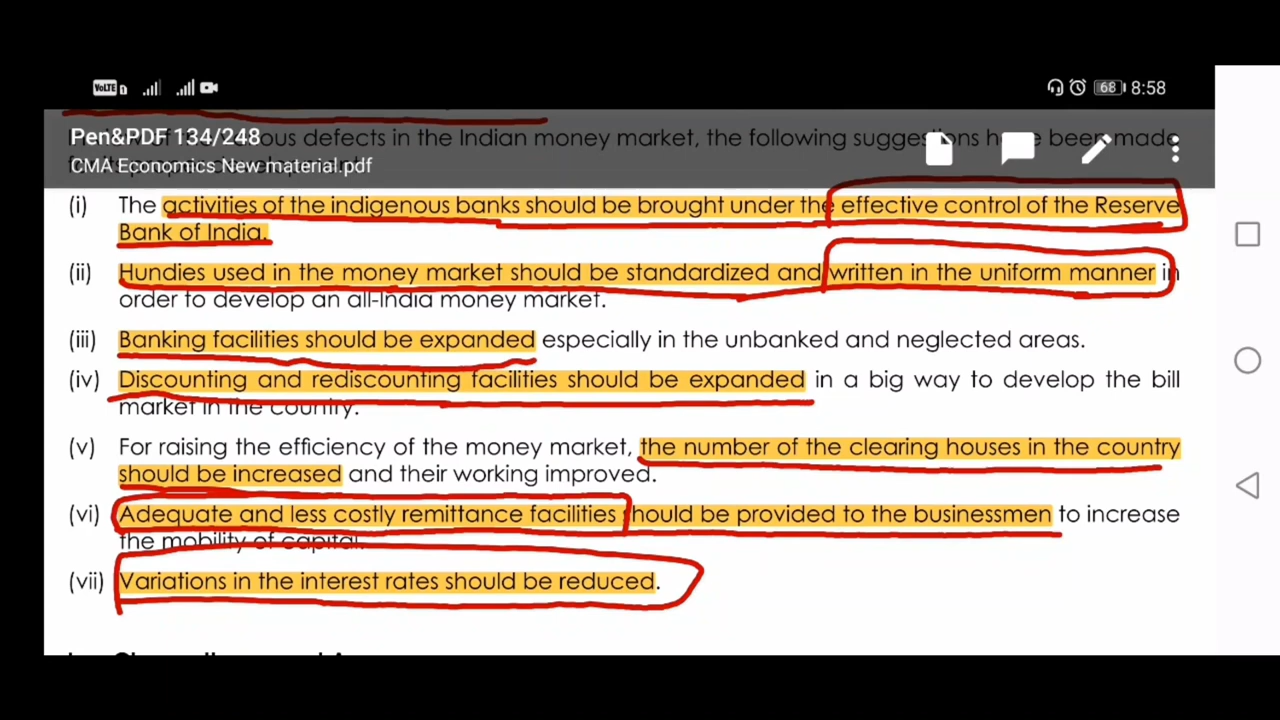 VoLTE 68 8:58
Pen&PDF 134/248
CMA Economics New material.pdf
defects in the Indian money market, the following suggestions have been made
(i) The activities of the indigenous banks should be brought under the effective control of the Reserve
Bank of India.
(ii) Hundies used in the money market should be standardized and written in the uniform manner in
order to develop an all-India money market.
(iii) Banking facilities should be expanded especially in the unbanked and neglected areas.
(iv) Discounting and rediscounting facilities should be expanded in a big way to develop the bill
market in the country.
(v) For raising the efficiency of the money market, the number of the clearing houses in the country
should be increased and their working improved.
(vi) Adequate and less costly remittance facilities should be provided to the businessmen to increase
the mobility of capital.
(vii) Variations in the interest rates should be reduced.